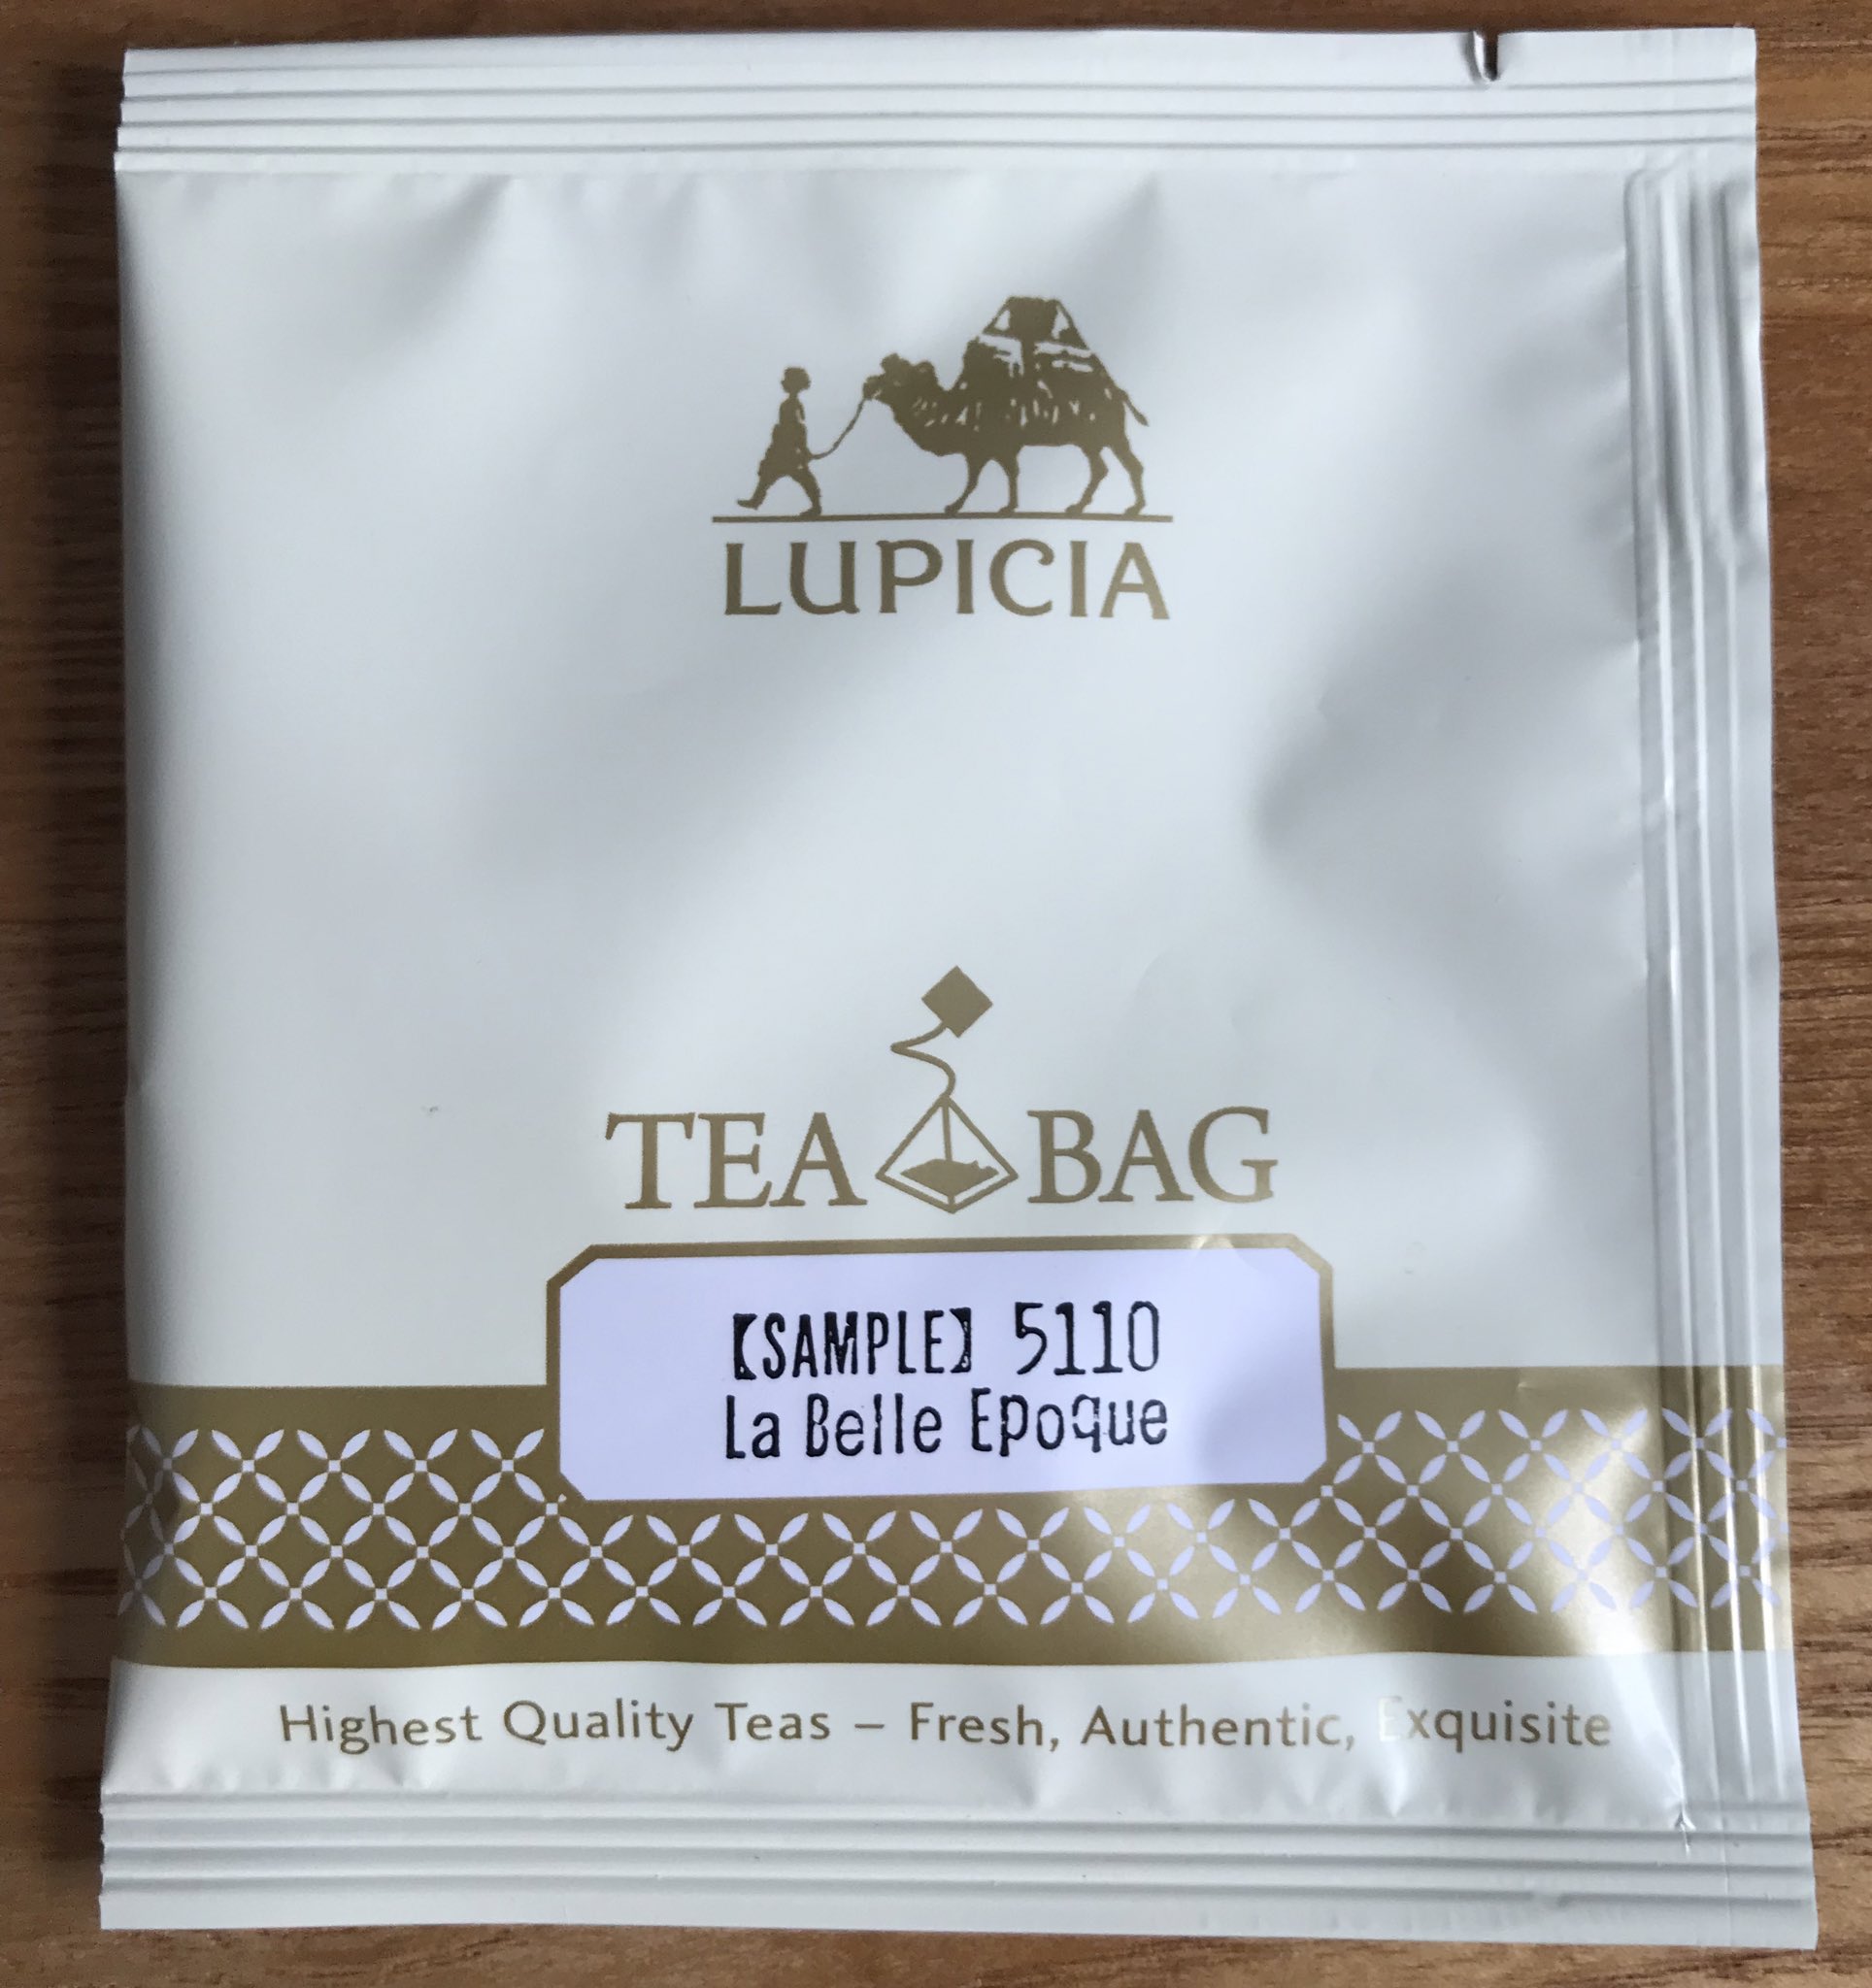 LUPICIA
TEA BAG
【SAMPLE】 5110
La Belle Epoque
Highest Quality Teas – Fresh, Authentic, Exquisite